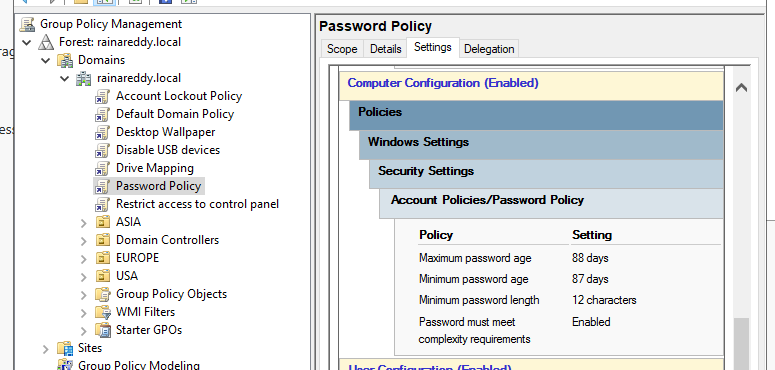 Group Policy Management
Forest: rainareddy.local
Domains
rainareddy.local
Account Lockout Policy
Default Domain Policy
Desktop Wallpaper
Disable USB devices
Drive Mapping
Password Policy
Restrict access to control panel
ASIA
Domain Controllers
EUROPE
USA
Group Policy Objects
WMI Filters
Starter GPOs
Sites
Group Policy Modeling
Password Policy
Scope Details Settings Delegation
Computer Configuration (Enabled)
Policies
Windows Settings
Security Settings
Account Policies/Password Policy
Policy Setting
Maximum password age 88 days
Minimum password age 87 days
Minimum password length 12 characters
Password must meet Enabled
complexity requirements
User Configuration (Enabled)